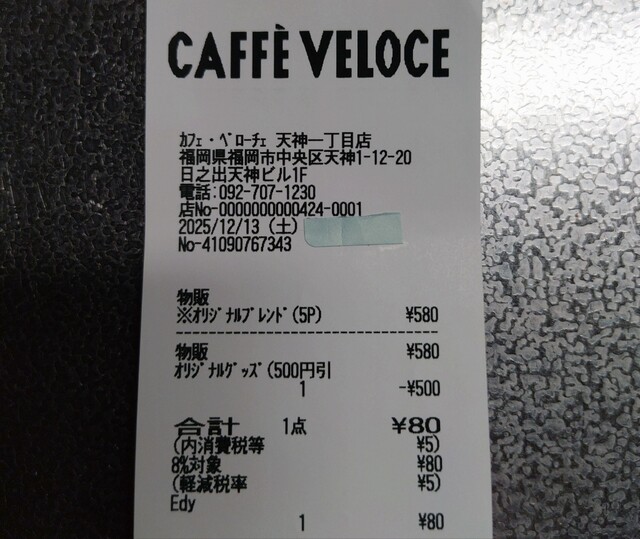 CAFFÈ VELOCE
ｶﾌｪ・ﾍﾞﾛｰﾁｪ 天神一丁目店
福岡県福岡市中央区天神1-12-20
日之出天神ビル1F
電話:092-707-1230
店No-0000000000424-0001
2025/12/13 (土)
No-41090767343
物販
※ｵﾘｼﾞﾅﾙﾌﾞﾚﾝﾄﾞ(5P) ¥580
物販 ¥580
ｵﾘｼﾞﾅﾙｸﾞｯｽﾞ(500円引
1 -¥500
合計 1点 ¥80
(内消費税等 ¥5)
8%対象 ¥80
(軽減税率 ¥5)
Edy
1 ¥80